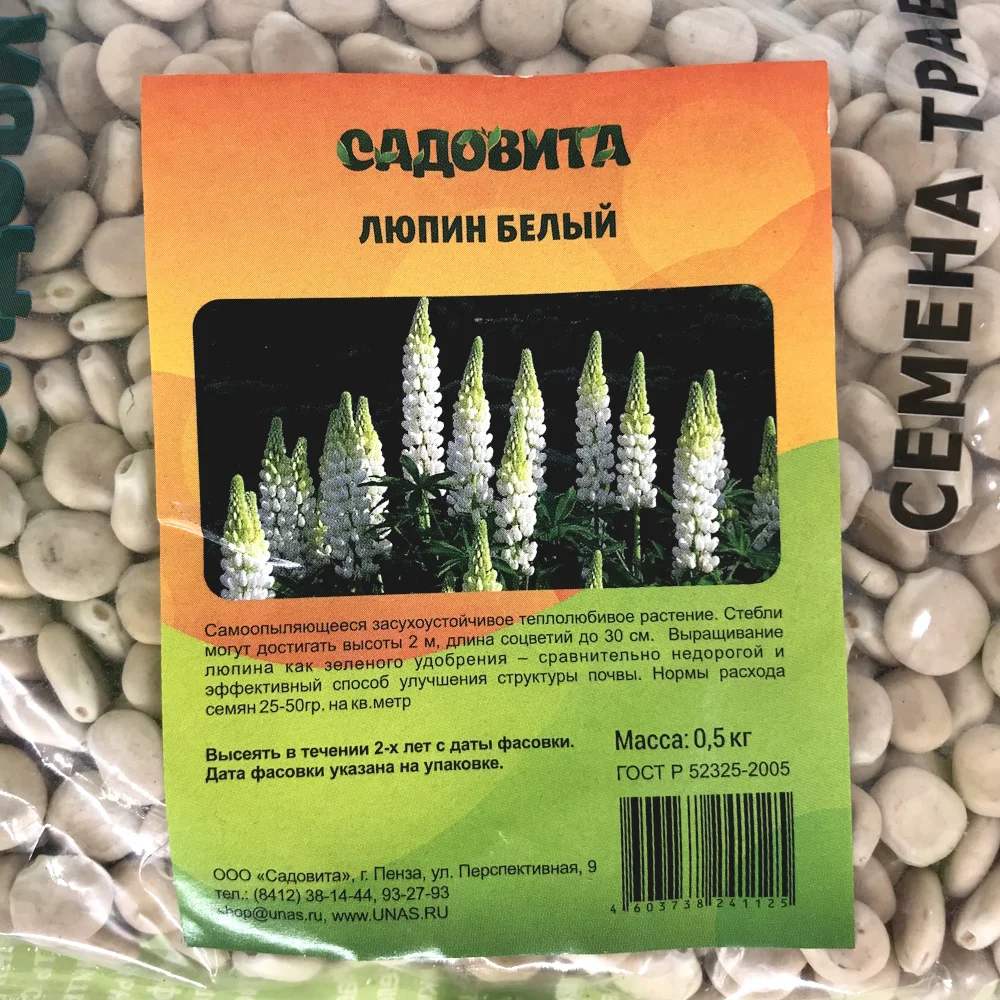 САДОВИТА
ЛЮПИН БЕЛЫЙ
Самоопыляющееся засухоустойчивое теплолюбивое растение. Стебли
могут достигать высоты 2 м, длина соцветий до 30 см. Выращивание
люпина как зеленого удобрения – сравнительно недорогой и
эффективный способ улучшения структуры почвы. Нормы расхода
семян 25-50гр. на кв.метр
Высеять в течении 2-х лет с даты фасовки.
Дата фасовки указана на упаковке.
Масса: 0,5 кг
ГОСТ Р 52325-2005
ООО «Садовита», г. Пенза, ул. Перспективная, 9
тел.: (8412) 38-14-44, 93-27-93
shop@unas.ru, www.UNAS.RU
4 603738 241125
СЕМЕНА ТРАВ